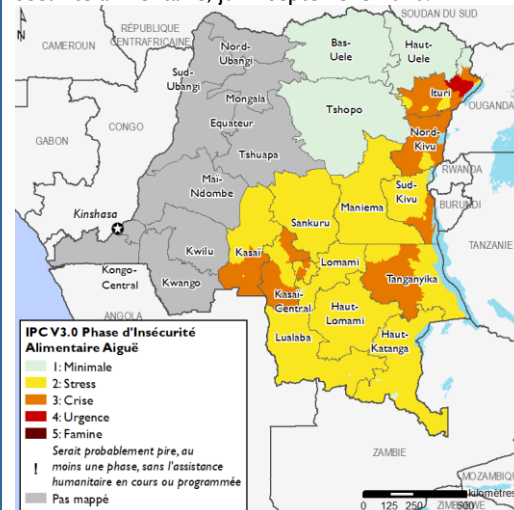 N
SOUDAN DU SUD
RÉPUBLIQUE
CENTRAFRICAINE
CAMEROUN
Bas-
Uele
Haut-
Uele
Nord-
Ubangi
Sud-
Ubangi
Ituri
Mongala
Tshopo
OUGANDA
CONGO
GABON
Equateur
Nord-
Kivu
Tshuapa
RWANDA
Maï-
Ndombe
Sud-
Kivu
Maniema
BURUNDI
Kinshasa
Sankuru
TANZANIE
Kwilu
Kasaï
Lomami
Kongo-
Central
Kwango
Tanganyika
Kasaï-
Central
Haut-
Lomami
ANGOLA
Lualaba
Haut-
Katanga
IPC V3.0 Phase d'Insécurité
Alimentaire Aiguë
1: Minimale
2: Stress
3: Crise
4: Urgence
5: Famine
! Serait probablement pire, au
moins une phase, sans l'assistance
humanitaire en cours ou programmée
Pas mappé
ZAMBIE
MOZAMBIQUE
kilomètres
0 125 250 500